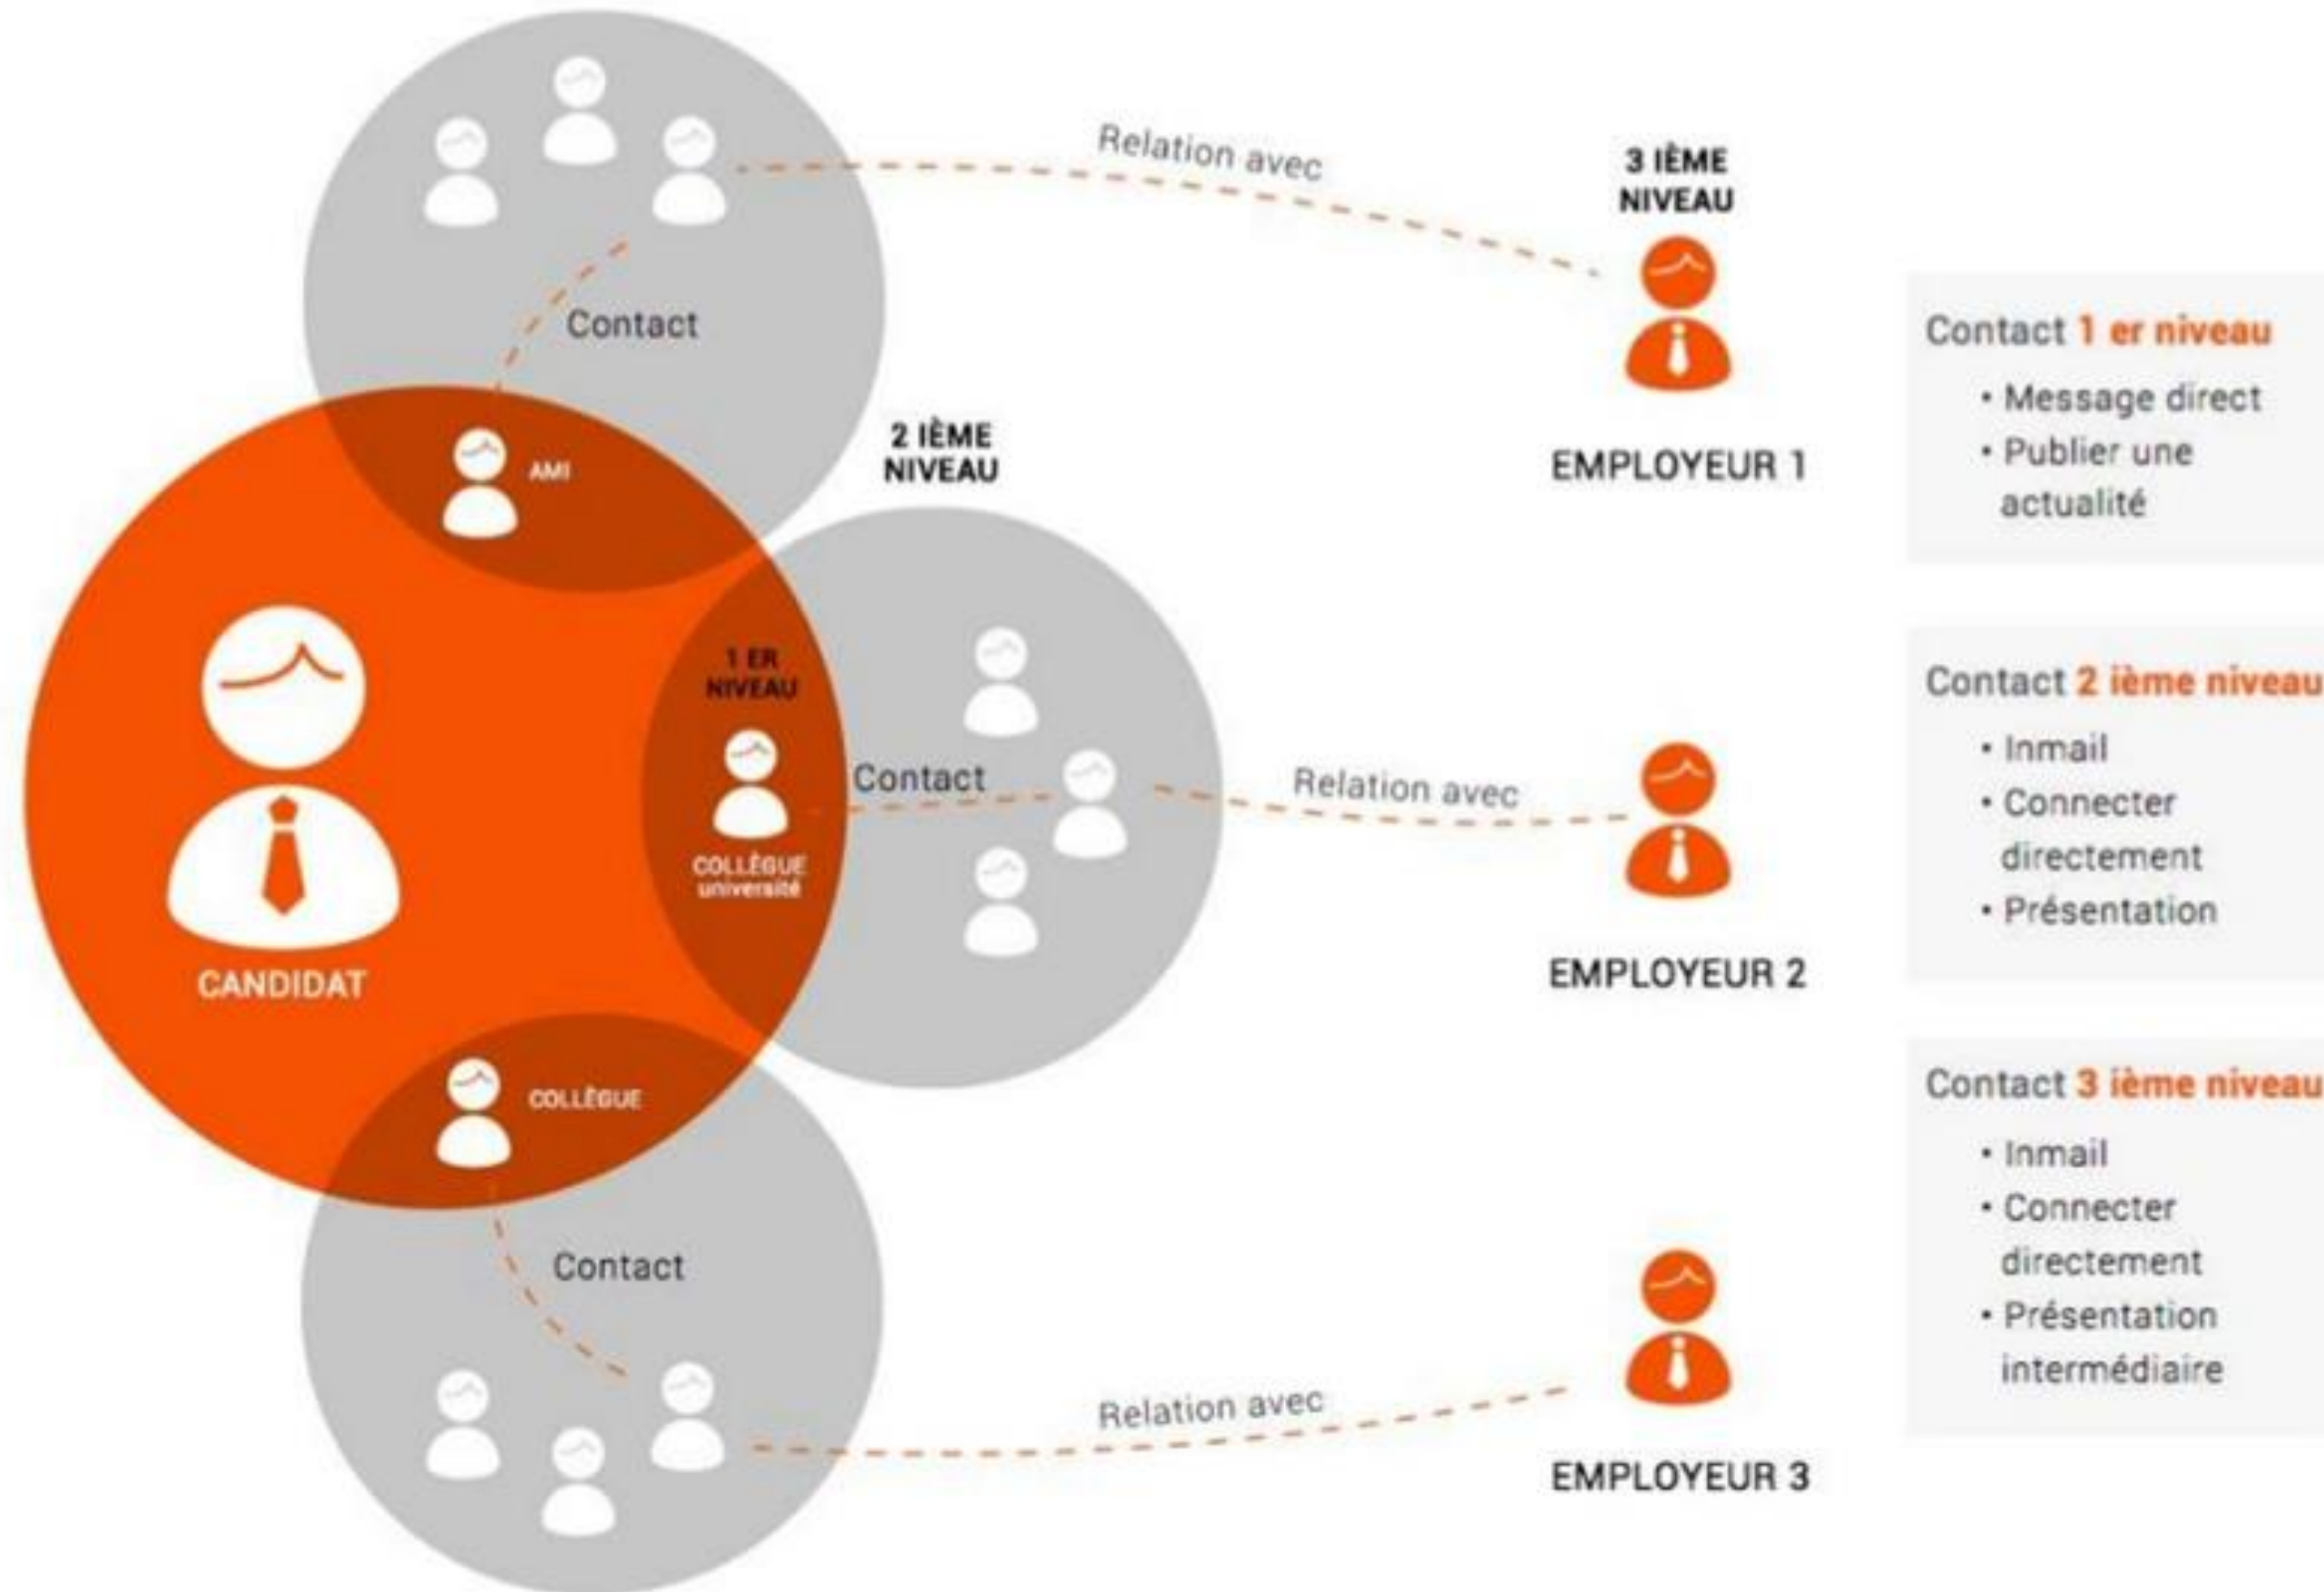 Relation avec
3 IÈME
NIVEAU
EMPLOYEUR 1
Contact
AMI
2 IÈME
NIVEAU
1 ER
NIVEAU
COLLÈGUE
université
Contact
Relation avec
EMPLOYEUR 2
CANDIDAT
COLLÈGUE
Contact
Relation avec
EMPLOYEUR 3
Contact 1 er niveau
• Message direct
• Publier une
actualité
Contact 2 ième niveau
• Inmail
• Connecter
directement
• Présentation
Contact 3 ième niveau
• Inmail
• Connecter
directement
• Présentation
intermédiaire